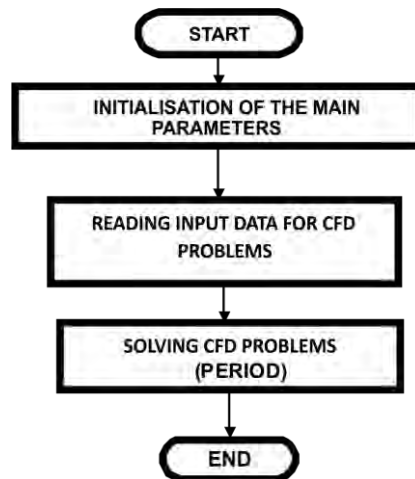 START
INITIALISATION OF THE MAIN
PARAMETERS
READING INPUT DATA FOR CFD
PROBLEMS
SOLVING CFD PROBLEMS
(PERIOD)
END